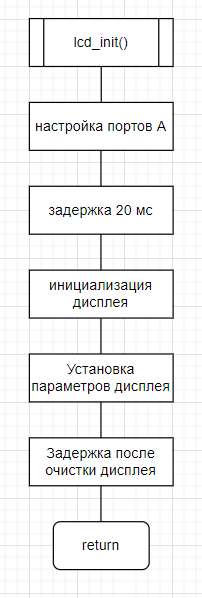 lcd_init()
настройка портов А
задержка 20 мс
инициализация
дисплея
Установка
параметров дисплея
Задержка после
очистки дисплея
return